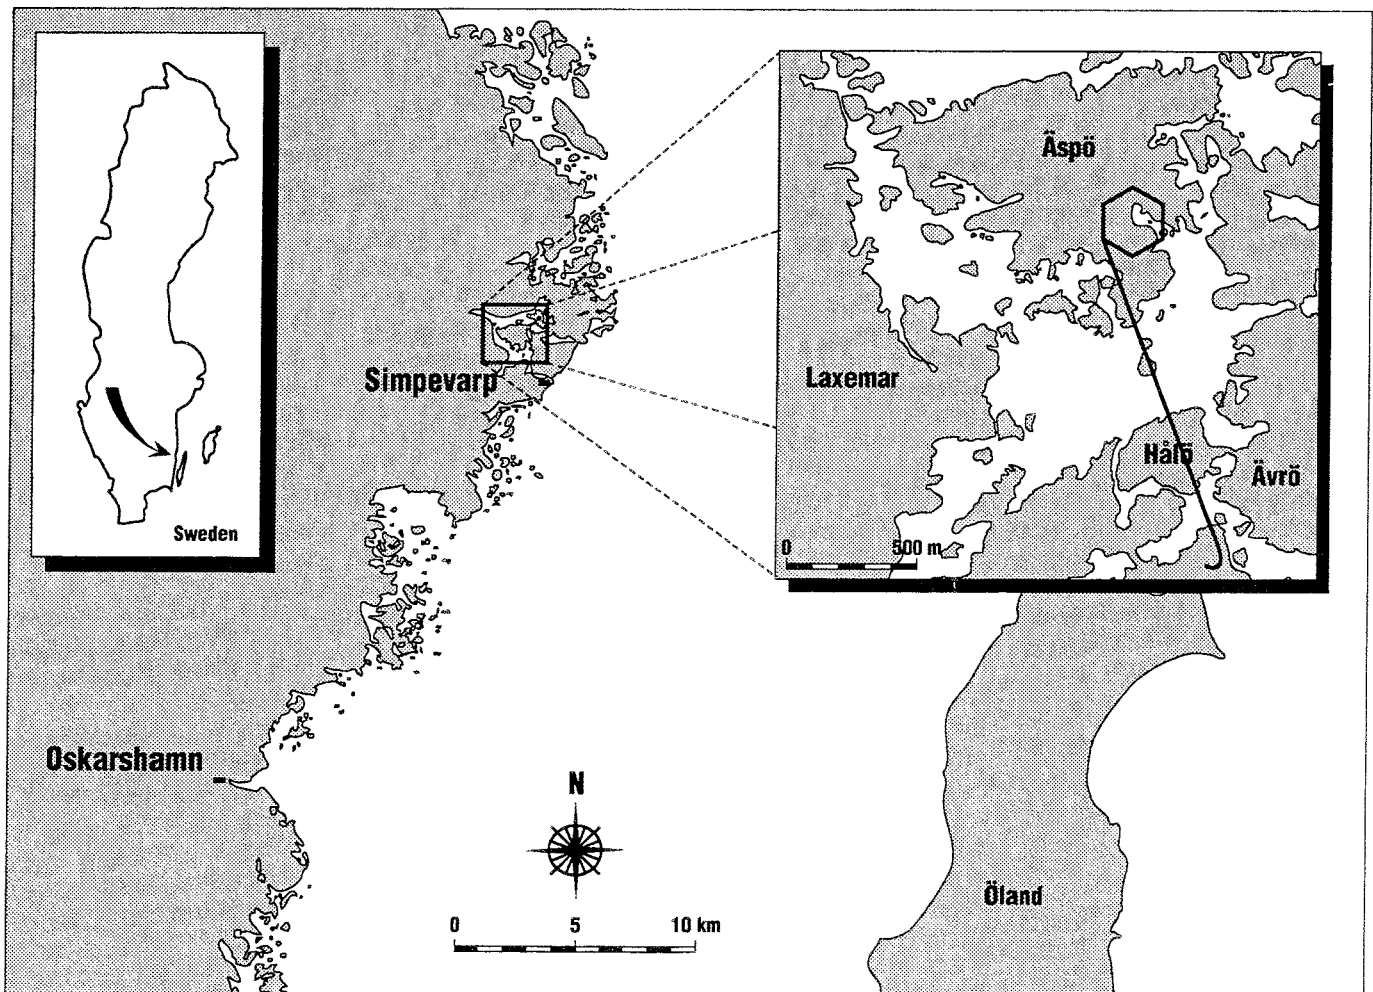 Sweden
Simpevarp
Oskarshamn
Äspö
Laxemar
Hålö
Ävrö
0 500 m
N
0 5 10 km
Öland